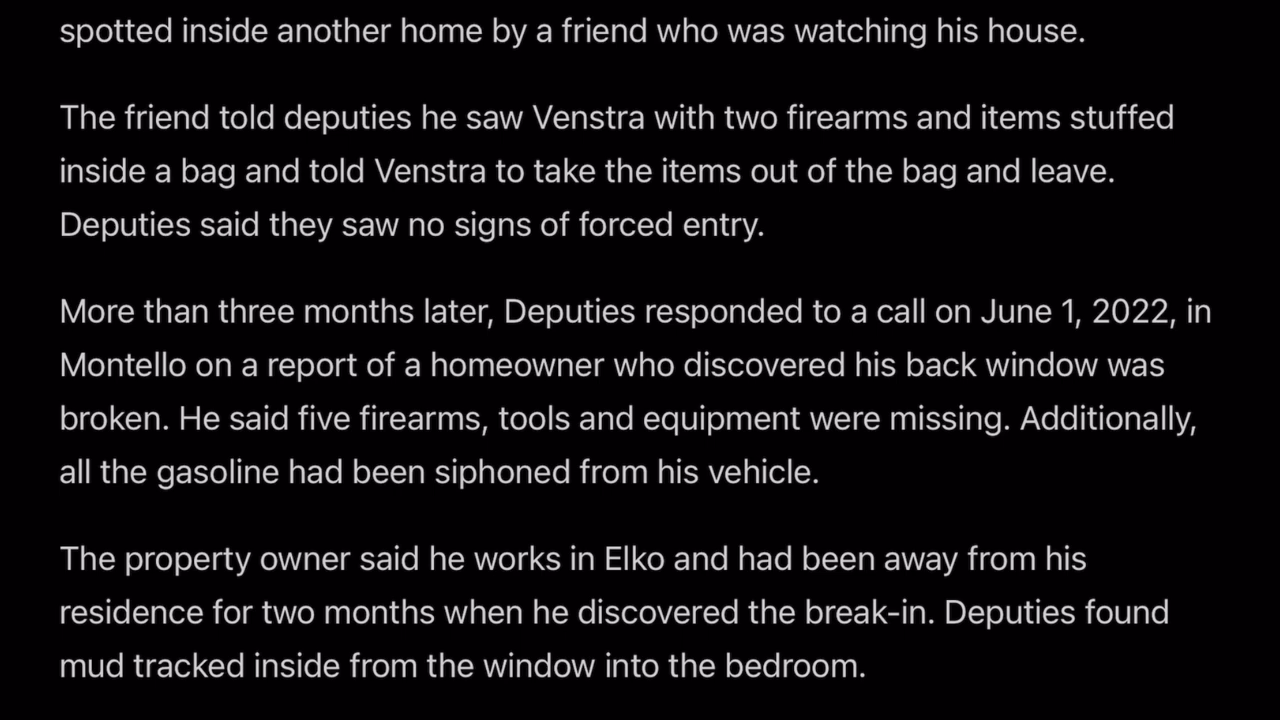 spotted inside another home by a friend who was watching his house.
The friend told deputies he saw Venstra with two firearms and items stuffed
inside a bag and told Venstra to take the items out of the bag and leave.
Deputies said they saw no signs of forced entry.
More than three months later, Deputies responded to a call on June 1, 2022, in
Montello on a report of a homeowner who discovered his back window was
broken. He said five firearms, tools and equipment were missing. Additionally,
all the gasoline had been siphoned from his vehicle.
The property owner said he works in Elko and had been away from his
residence for two months when he discovered the break-in. Deputies found
mud tracked inside from the window into the bedroom.